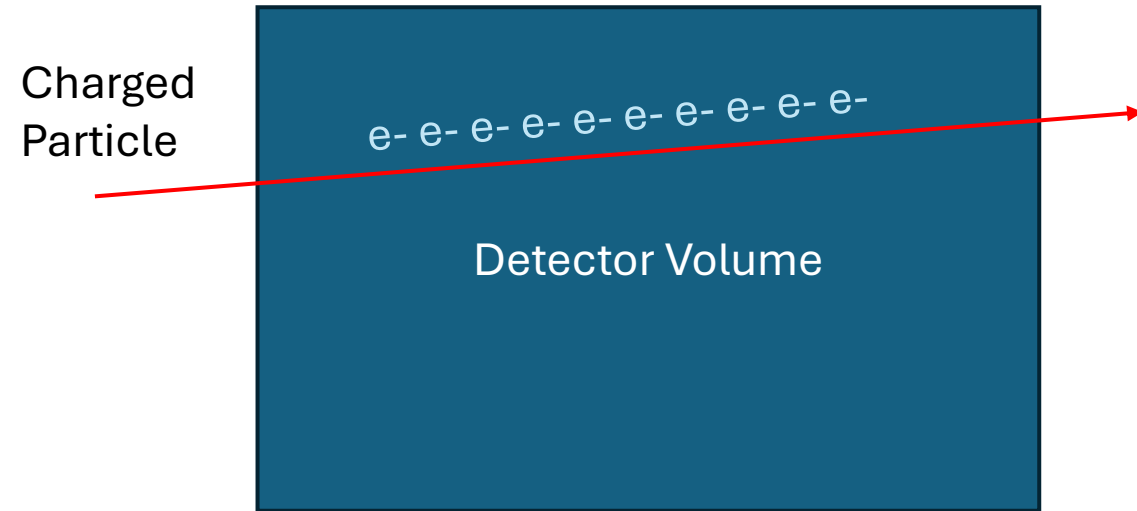 Charged
Particle
e- e- e- e- e- e- e- e- e- e-
Detector Volume